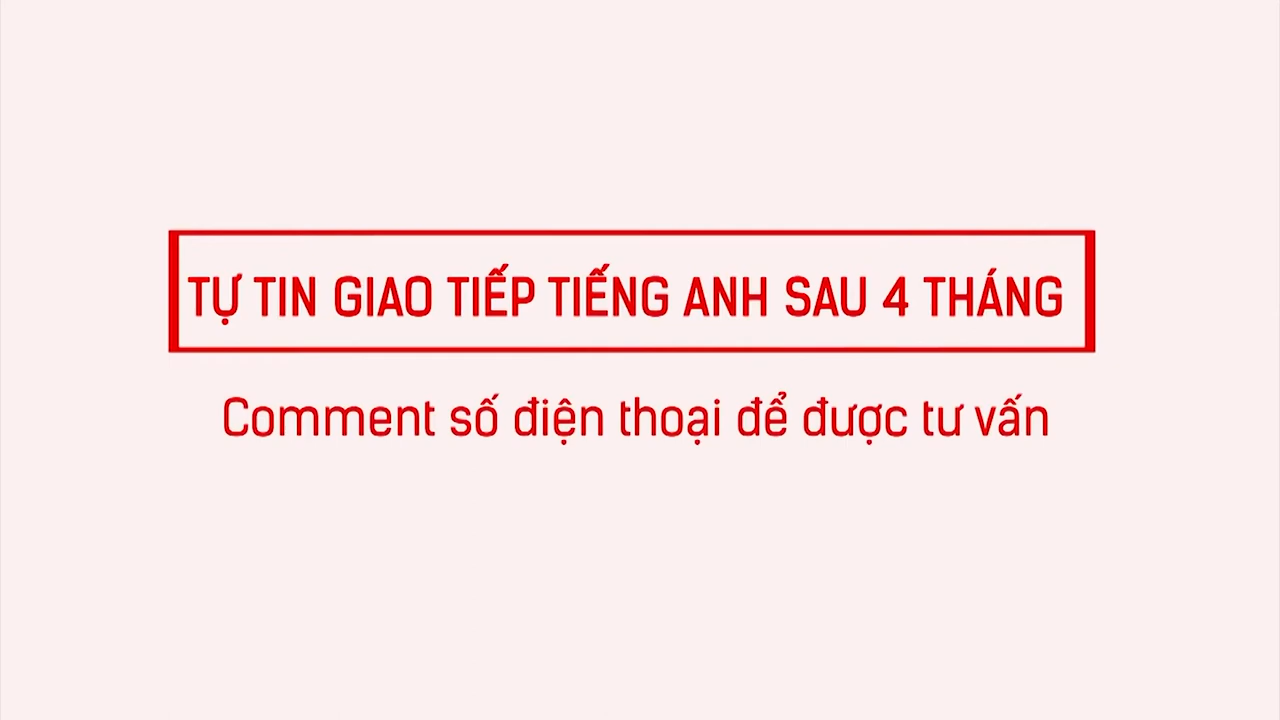 TỰ TIN GIAO TIẾP TIẾNG ANH SAU 4 THÁNG
Comment số điện thoại để được tư vấn